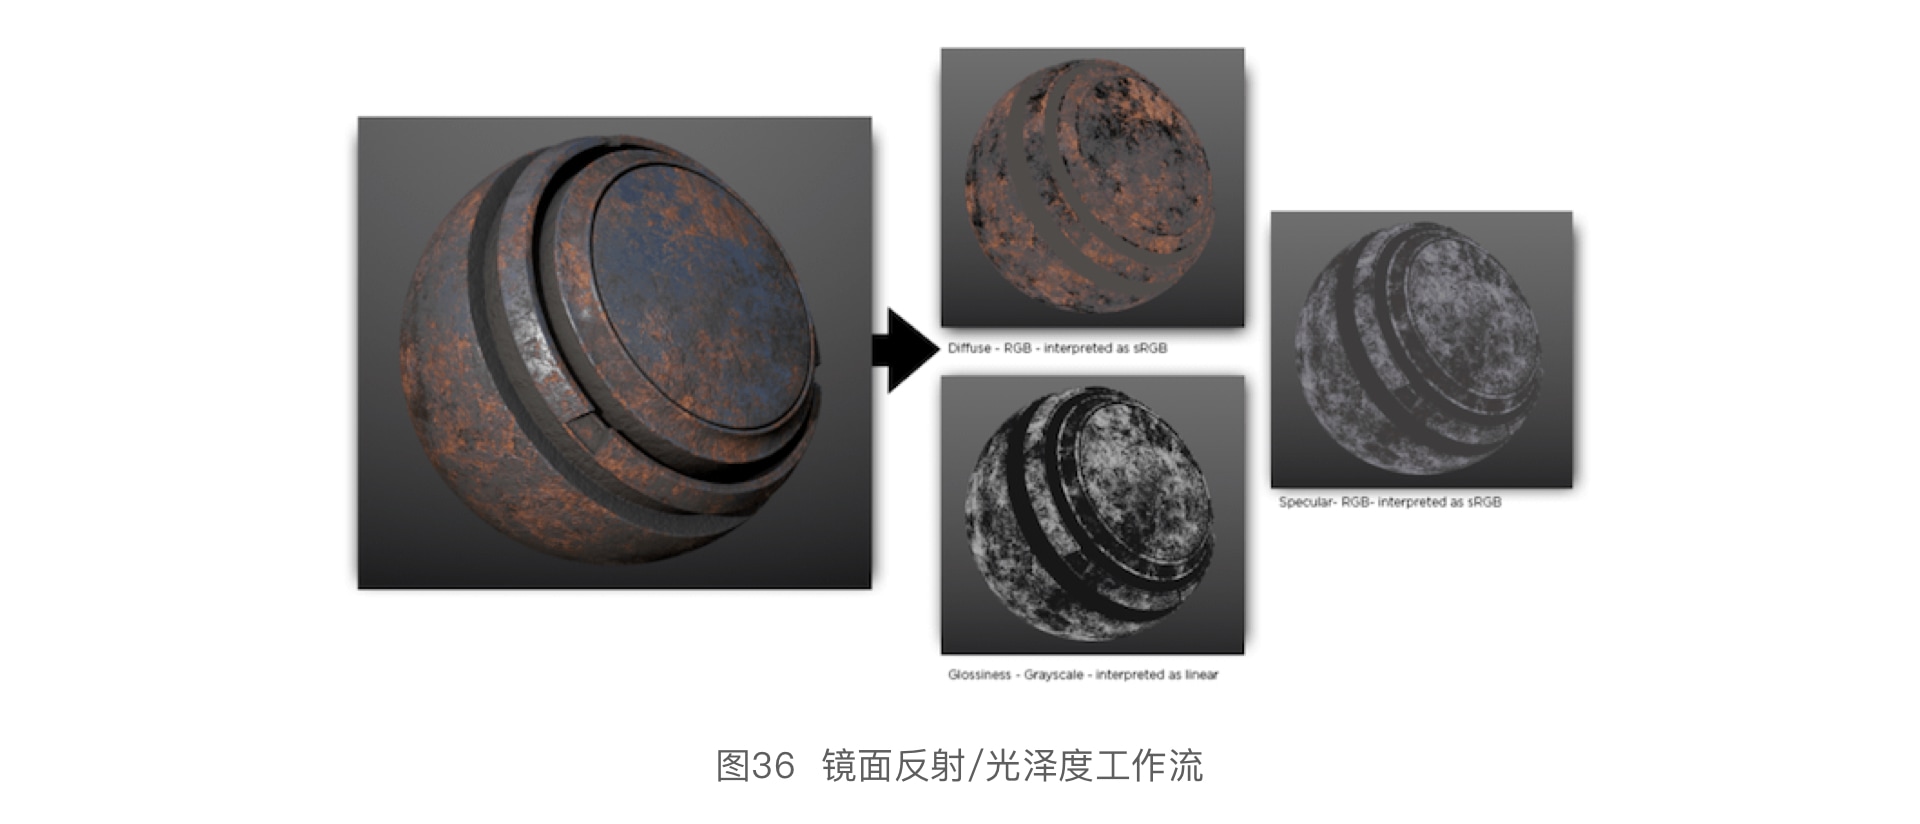 Diffuse - RGB - interpreted as sRGB
Specular- RGB- interpreted as sRGB
Glossiness - Grayscale - interpreted as linear
图36 镜面反射/光泽度工作流